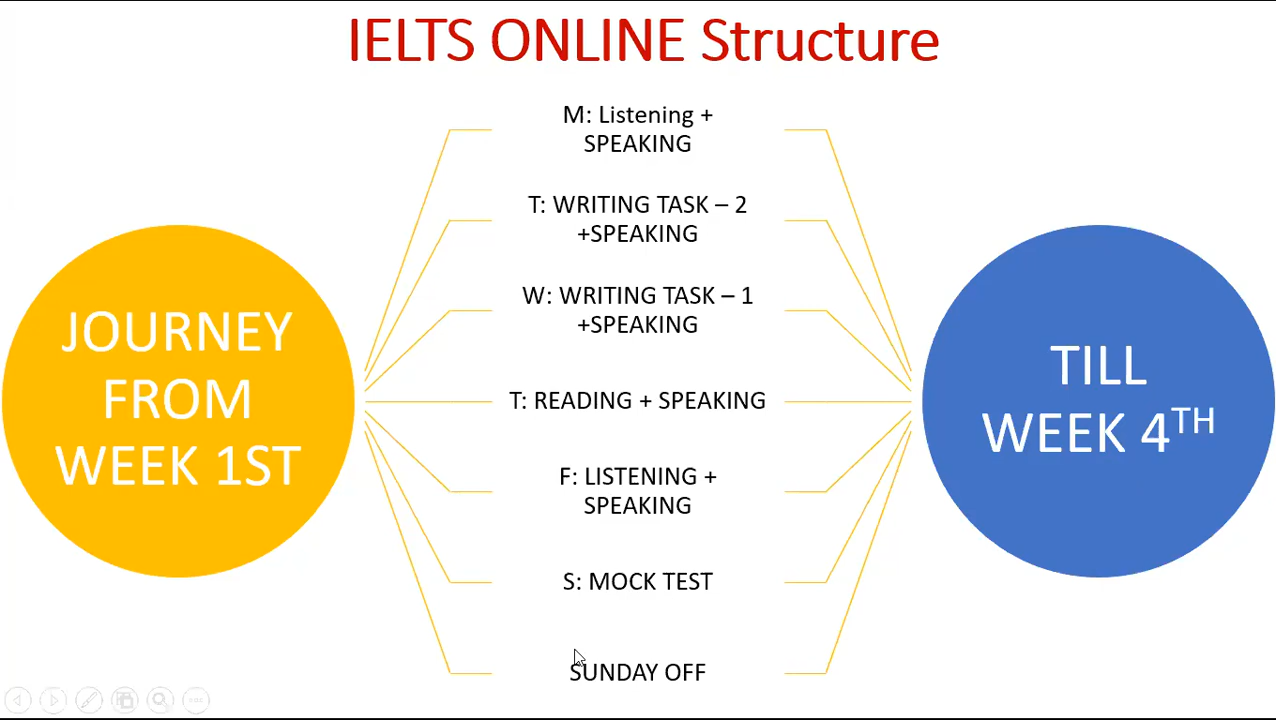 IELTS ONLINE Structure
JOURNEY
FROM
WEEK 1ST
M: Listening +
SPEAKING
T: WRITING TASK – 2
+SPEAKING
W: WRITING TASK – 1
+SPEAKING
T: READING + SPEAKING
F: LISTENING +
SPEAKING
S: MOCK TEST
SUNDAY OFF
TILL
WEEK 4TH